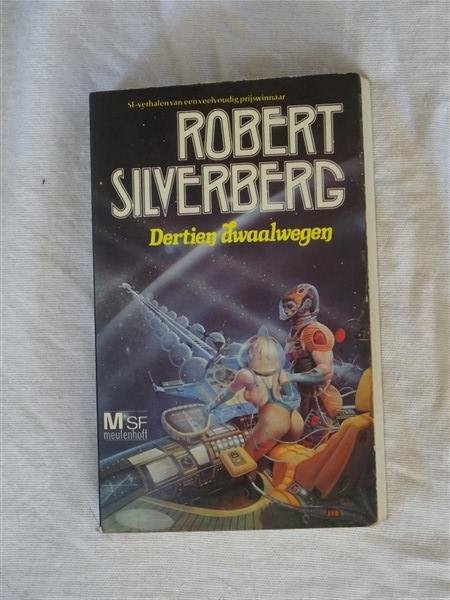 SF-verhalen van een veelvoudig prijswinnaar
ROBERT
SILVERBERG
Dertien dwaalwegen
M SF
meulenhoff